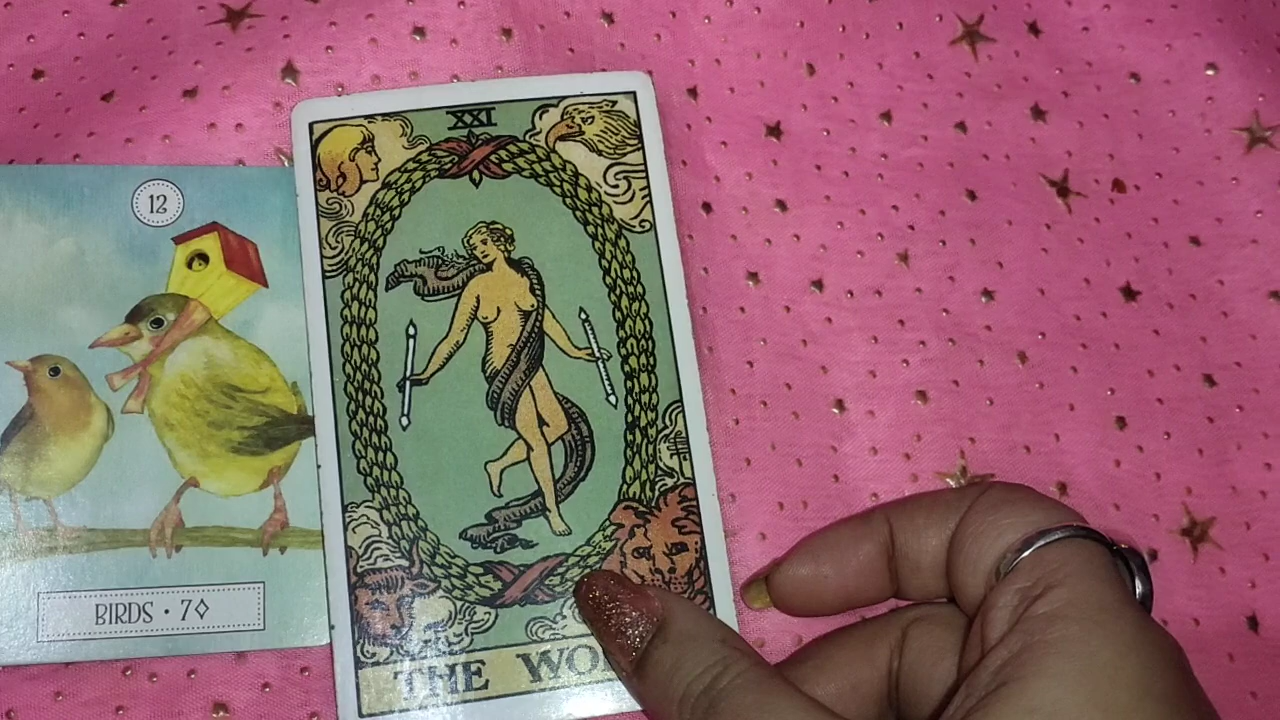 12
BIRDS • 7♢
XXI
THE WO